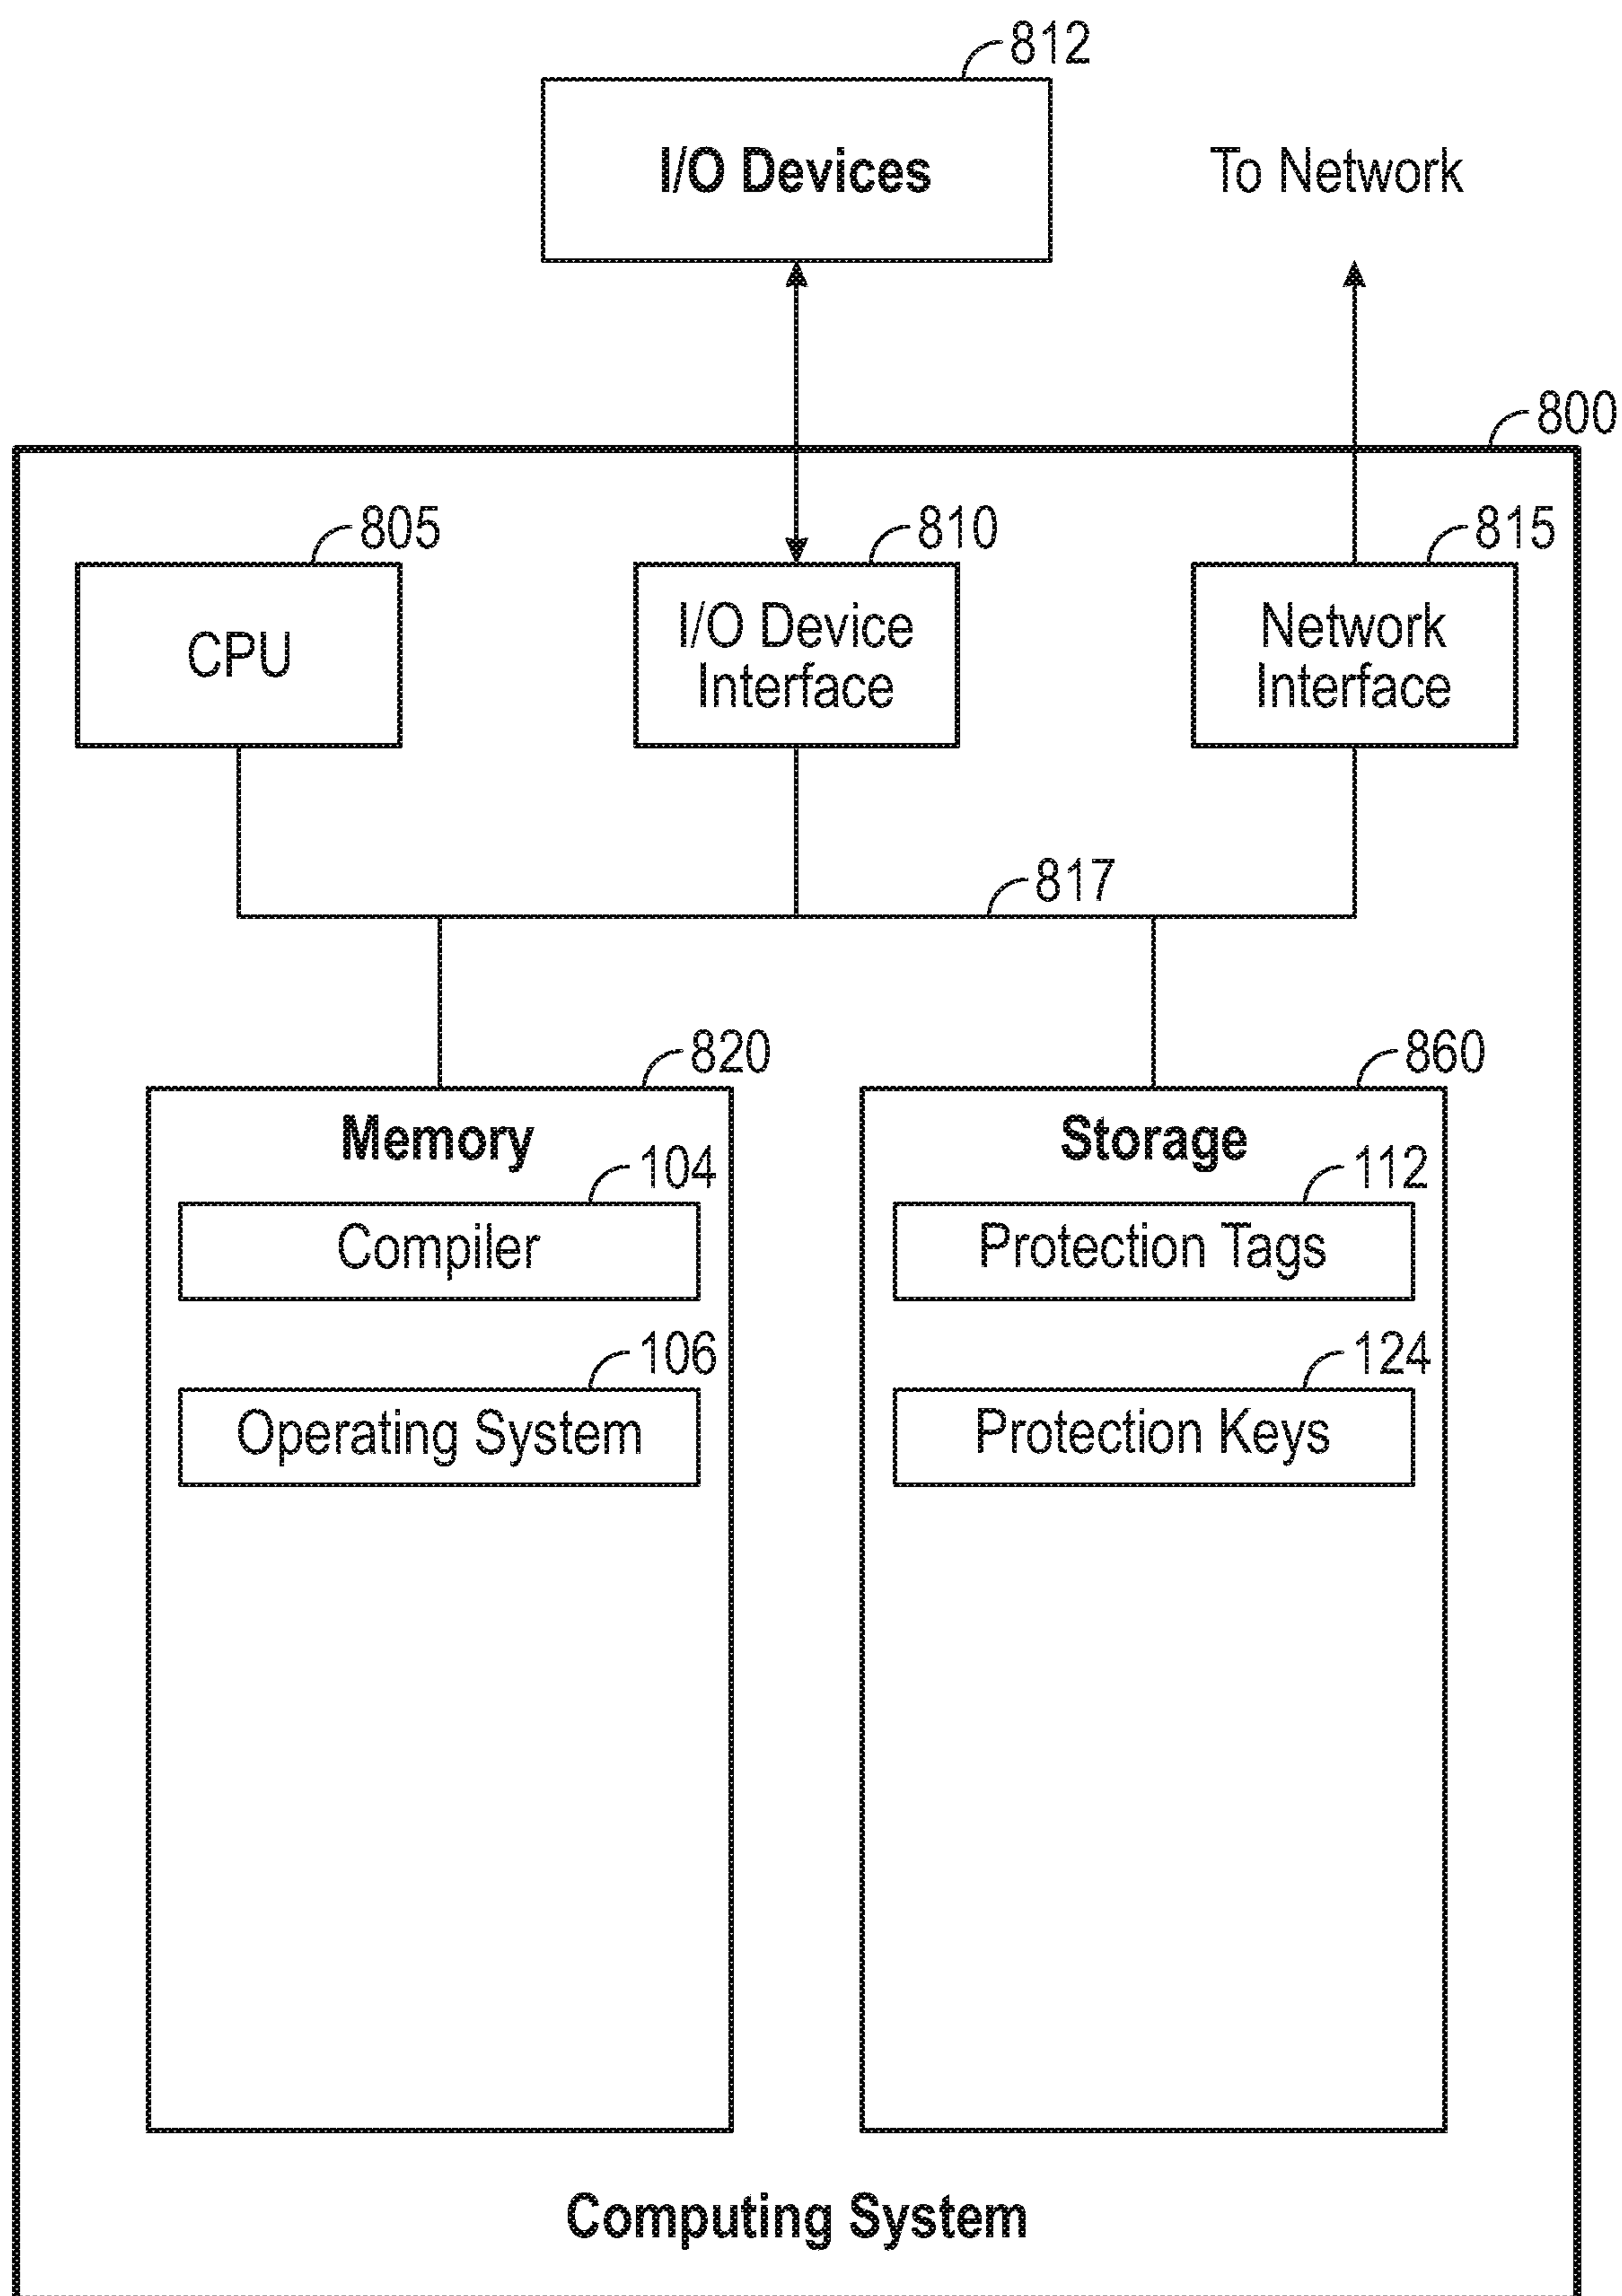 812
I/O Devices
To Network
800
805
810
815
CPU
I/O Device
Interface
Network
Interface
817
820
860
Memory
Storage
104
112
Compiler
Protection Tags
106
124
Operating System
Protection Keys
Computing System